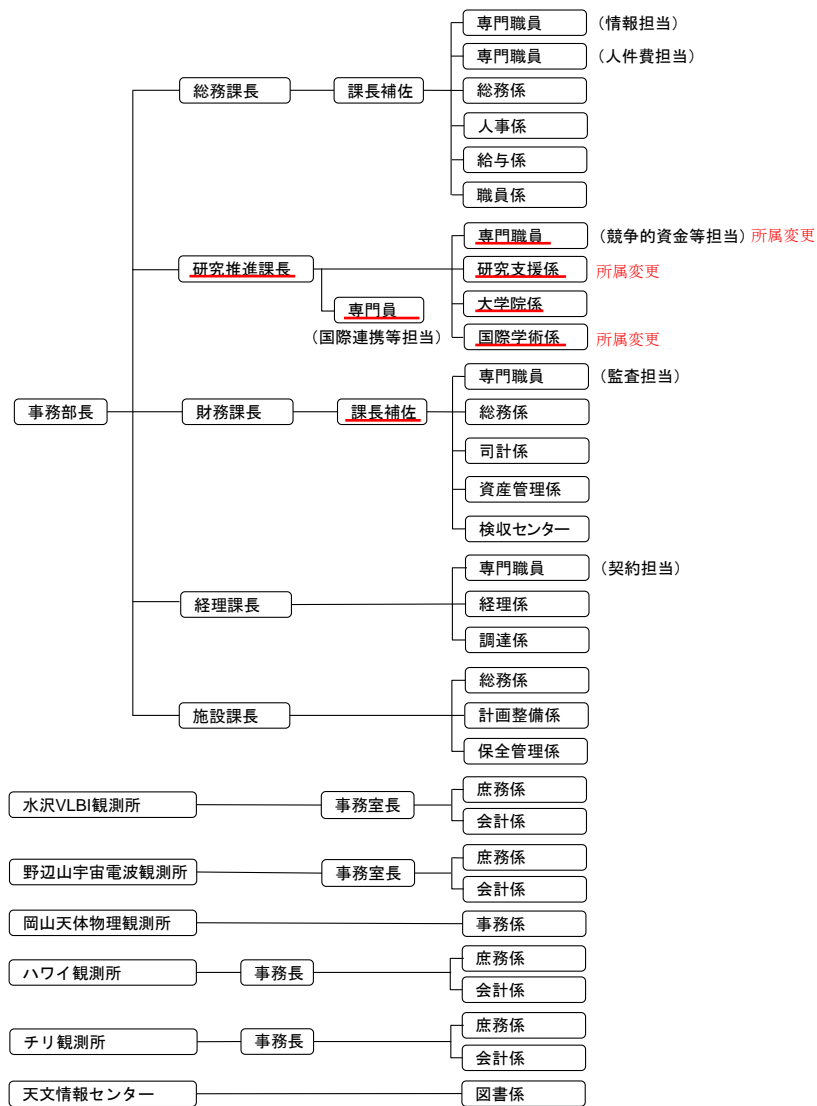 専門職員 (情報担当)
専門職員 (人件費担当)
総務課長 課長補佐 総務係
人事係
給与係
職員係
専門職員 (競争的資金等担当) 所属変更
研究推進課長 研究支援係 所属変更
大学院係
専門員
(国際連携等担当) 国際学術係 所属変更
専門職員 (監査担当)
事務部長 財務課長 課長補佐 総務係
司計係
資産管理係
検収センター
専門職員 (契約担当)
経理課長 経理係
調達係
総務係
施設課長 計画整備係
保全管理係
庶務係
水沢VLBI観測所 事務室長
会計係
庶務係
野辺山宇宙電波観測所 事務室長
会計係
岡山天体物理観測所 事務係
庶務係
ハワイ観測所 事務長
会計係
庶務係
チリ観測所 事務長
会計係
天文情報センター 図書係